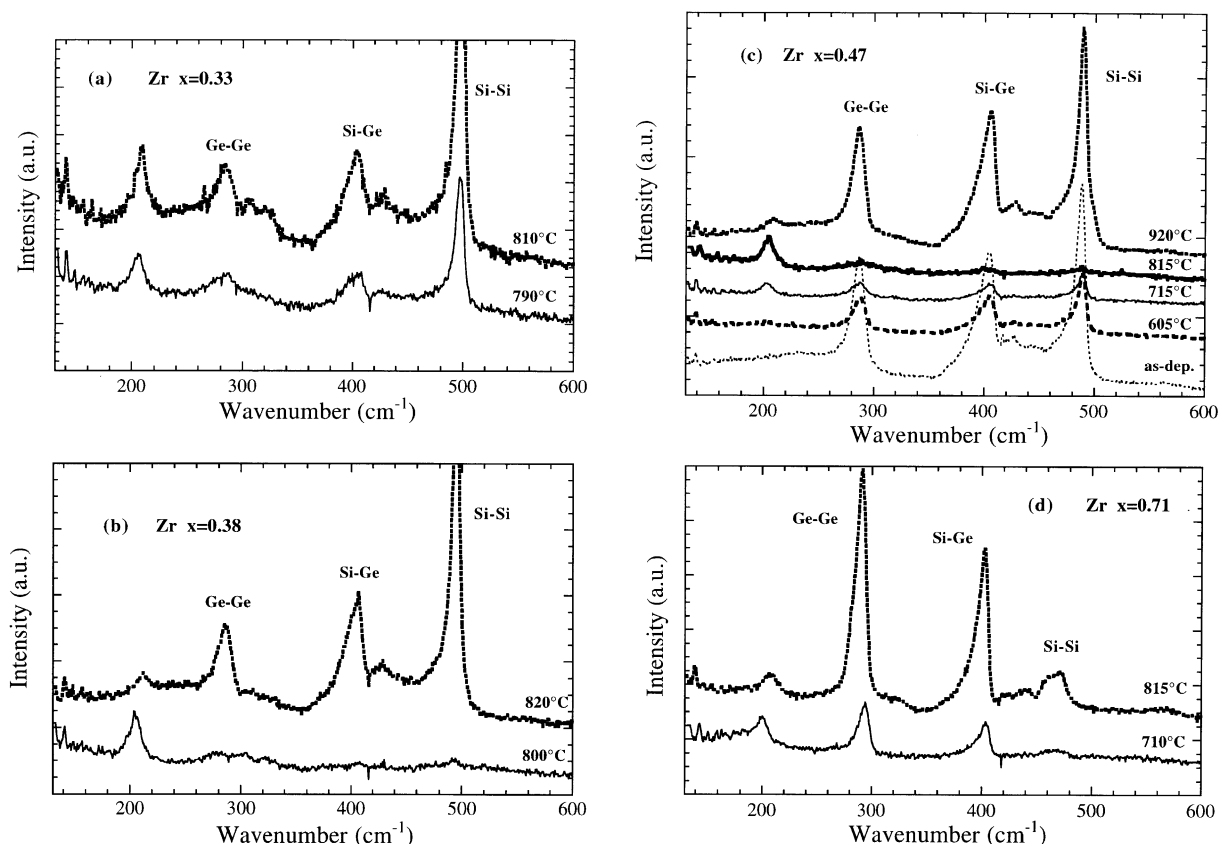 (a) Zr x=0.33
Si-Si
Ge-Ge
Si-Ge
810°C
790°C
Intensity (a.u.)
200 300 400 500 600
Wavenumber (cm⁻¹)
(b) Zr x=0.38
Si-Si
Si-Ge
Ge-Ge
820°C
800°C
Intensity (a.u.)
200 300 400 500 600
Wavenumber (cm⁻¹)
(c) Zr x=0.47
Si-Si
Si-Ge
Ge-Ge
920°C
815°C
715°C
605°C
as-dep.
Intensity (a.u.)
200 300 400 500 600
Wavenumber (cm⁻¹)
(d) Zr x=0.71
Ge-Ge
Si-Ge
Si-Si
815°C
710°C
Intensity (a.u.)
200 300 400 500 600
Wavenumber (cm⁻¹)